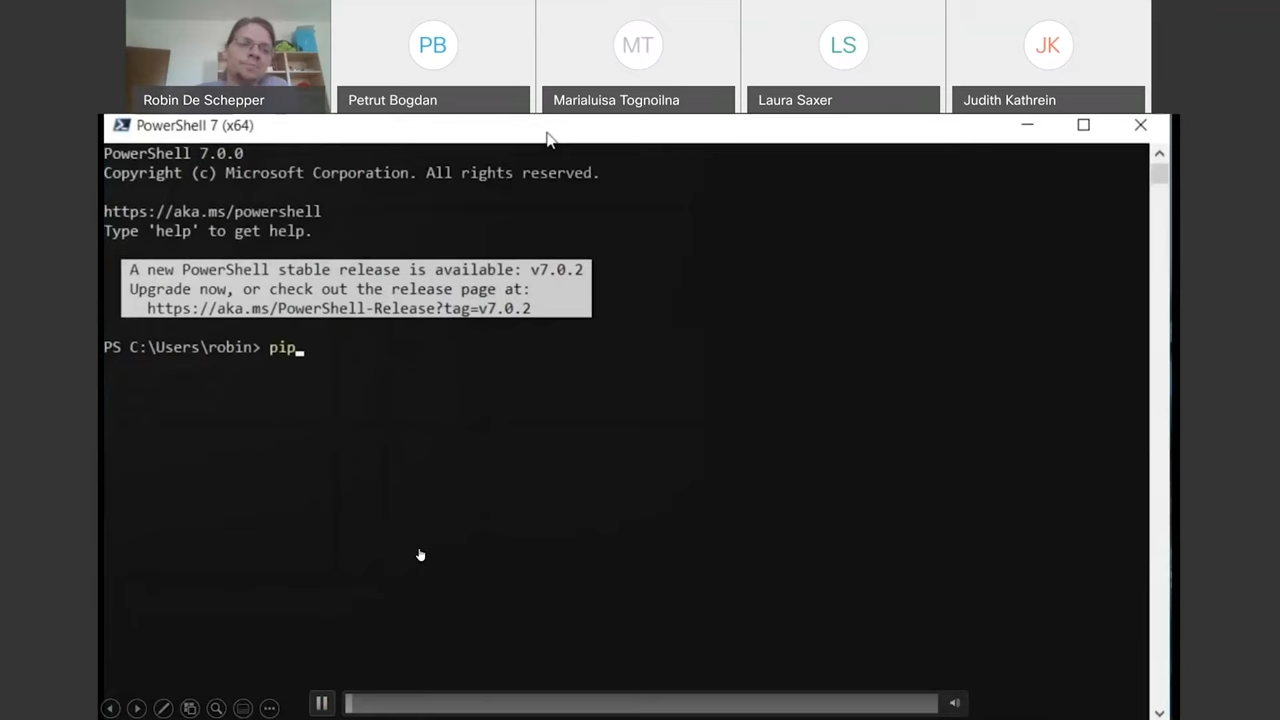 PB
MT
LS
JK
Robin De Schepper
Petrut Bogdan
Marialuisa Tognoilna
Laura Saxer
Judith Kathrein
PowerShell 7 (x64)
PowerShell 7.0.0
Copyright (c) Microsoft Corporation. All rights reserved.
https://aka.ms/powershell
Type 'help' to get help.
A new PowerShell stable release is available: v7.0.2
Upgrade now, or check out the release page at:
https://aka.ms/PowerShell-Release?tag=v7.0.2
PS C:\Users\robin> pip_